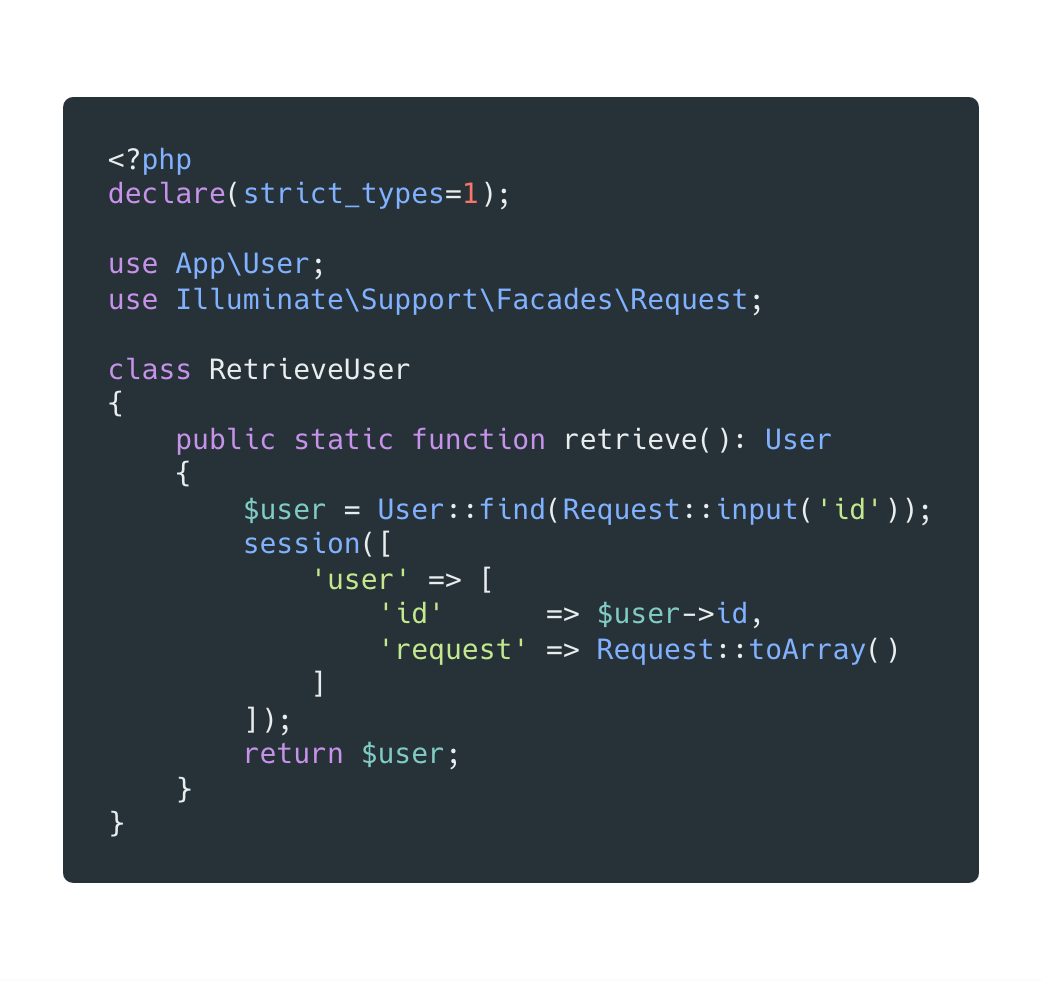 <?php
declare(strict_types=1);

use App\User;
use Illuminate\Support\Facades\Request;

class RetrieveUser
{
    public static function retrieve(): User
    {
        $user = User::find(Request::input('id'));
        session([
            'user' => [
                'id'      => $user->id,
                'request' => Request::toArray()
            ]
        ]);
        return $user;
    }
}